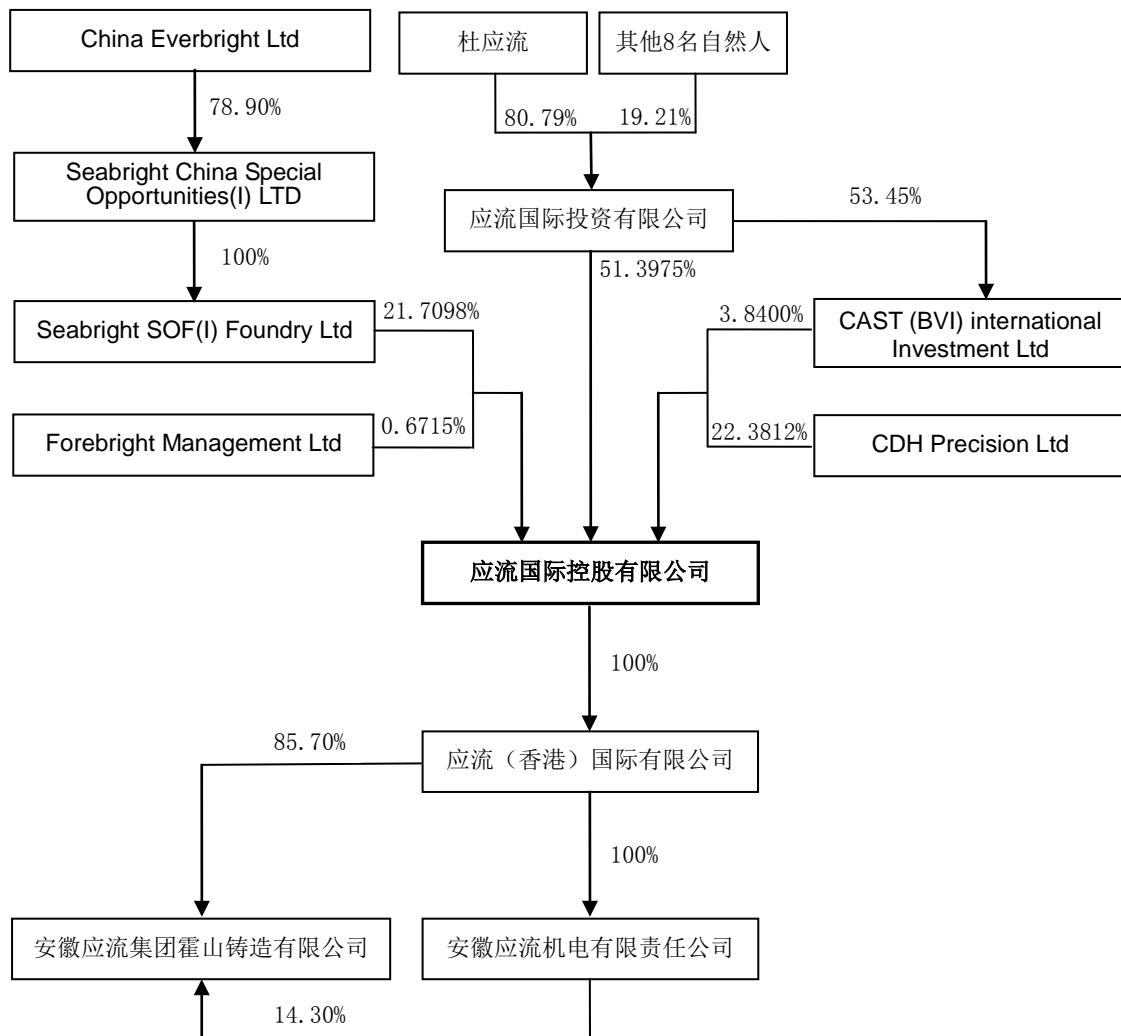 China Everbright Ltd
杜应流
其他8名自然人
78.90%
80.79%
19.21%
Seabright China Special
Opportunities(I) LTD
应流国际投资有限公司
53.45%
100%
51.3975%
Seabright SOF(I) Foundry Ltd
21.7098%
3.8400%
CAST (BVI) international
Investment Ltd
Forebright Management Ltd
0.6715%
22.3812%
CDH Precision Ltd
应流国际控股有限公司
100%
85.70%
应流（香港）国际有限公司
100%
安徽应流集团霍山铸造有限公司
安徽应流机电有限责任公司
14.30%